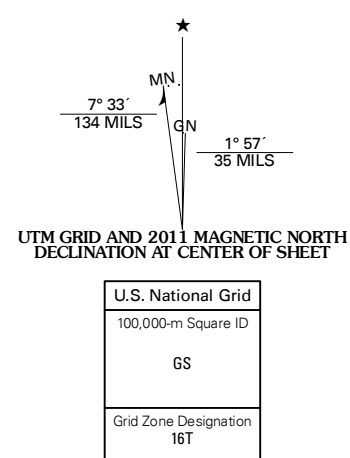 ★
MN
7° 33´
134 MILS
GN
1° 57´
35 MILS
UTM GRID AND 2011 MAGNETIC NORTH
DECLINATION AT CENTER OF SHEET
U.S. National Grid
100,000-m Square ID
GS
Grid Zone Designation
16T